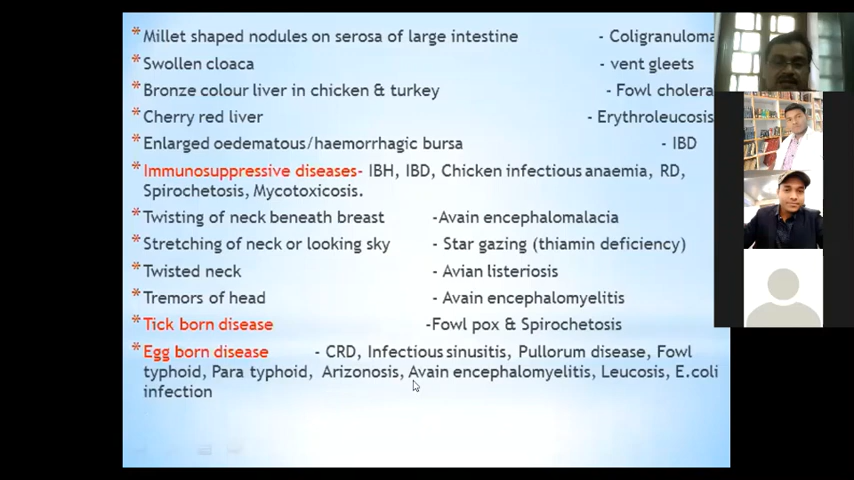 * Millet shaped nodules on serosa of large intestine - Coligranuloma
* Swollen cloaca - vent gleets
* Bronze colour liver in chicken & turkey - Fowl cholera
* Cherry red liver - Erythroleucosis
* Enlarged oedematous/haemorrhagic bursa - IBD
* Immunosuppressive diseases- IBH, IBD, Chicken infectious anaemia, RD,
Spirochetosis, Mycotoxicosis.
* Twisting of neck beneath breast -Avain encephalomalacia
* Stretching of neck or looking sky - Star gazing (thiamin deficiency)
* Twisted neck - Avian listeriosis
* Tremors of head - Avain encephalomyelitis
* Tick born disease -Fowl pox & Spirochetosis
* Egg born disease - CRD, Infectious sinusitis, Pullorum disease, Fowl
typhoid, Para typhoid, Arizonosis, Avain encephalomyelitis, Leucosis, E.coli
infection